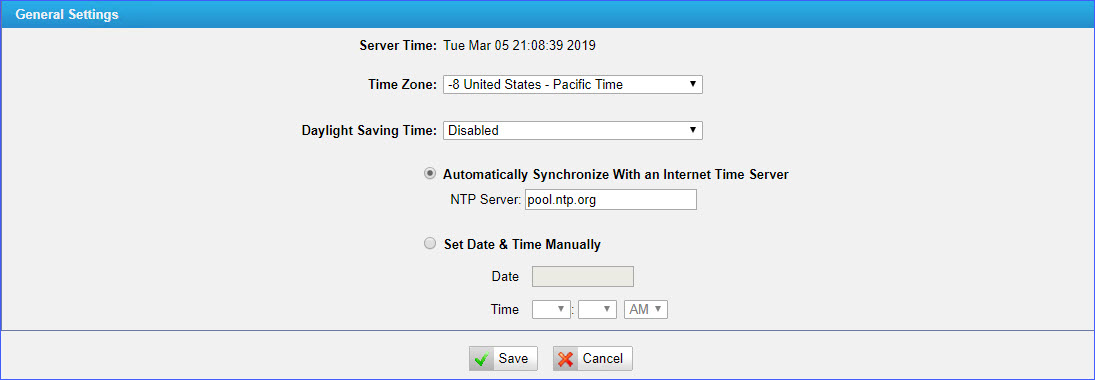 General Settings
Server Time: Tue Mar 05 21:08:39 2019
Time Zone: -8 United States - Pacific Time
Daylight Saving Time: Disabled
Automatically Synchronize With an Internet Time Server
NTP Server: pool.ntp.org
Set Date & Time Manually
Date
Time : AM
Save Cancel